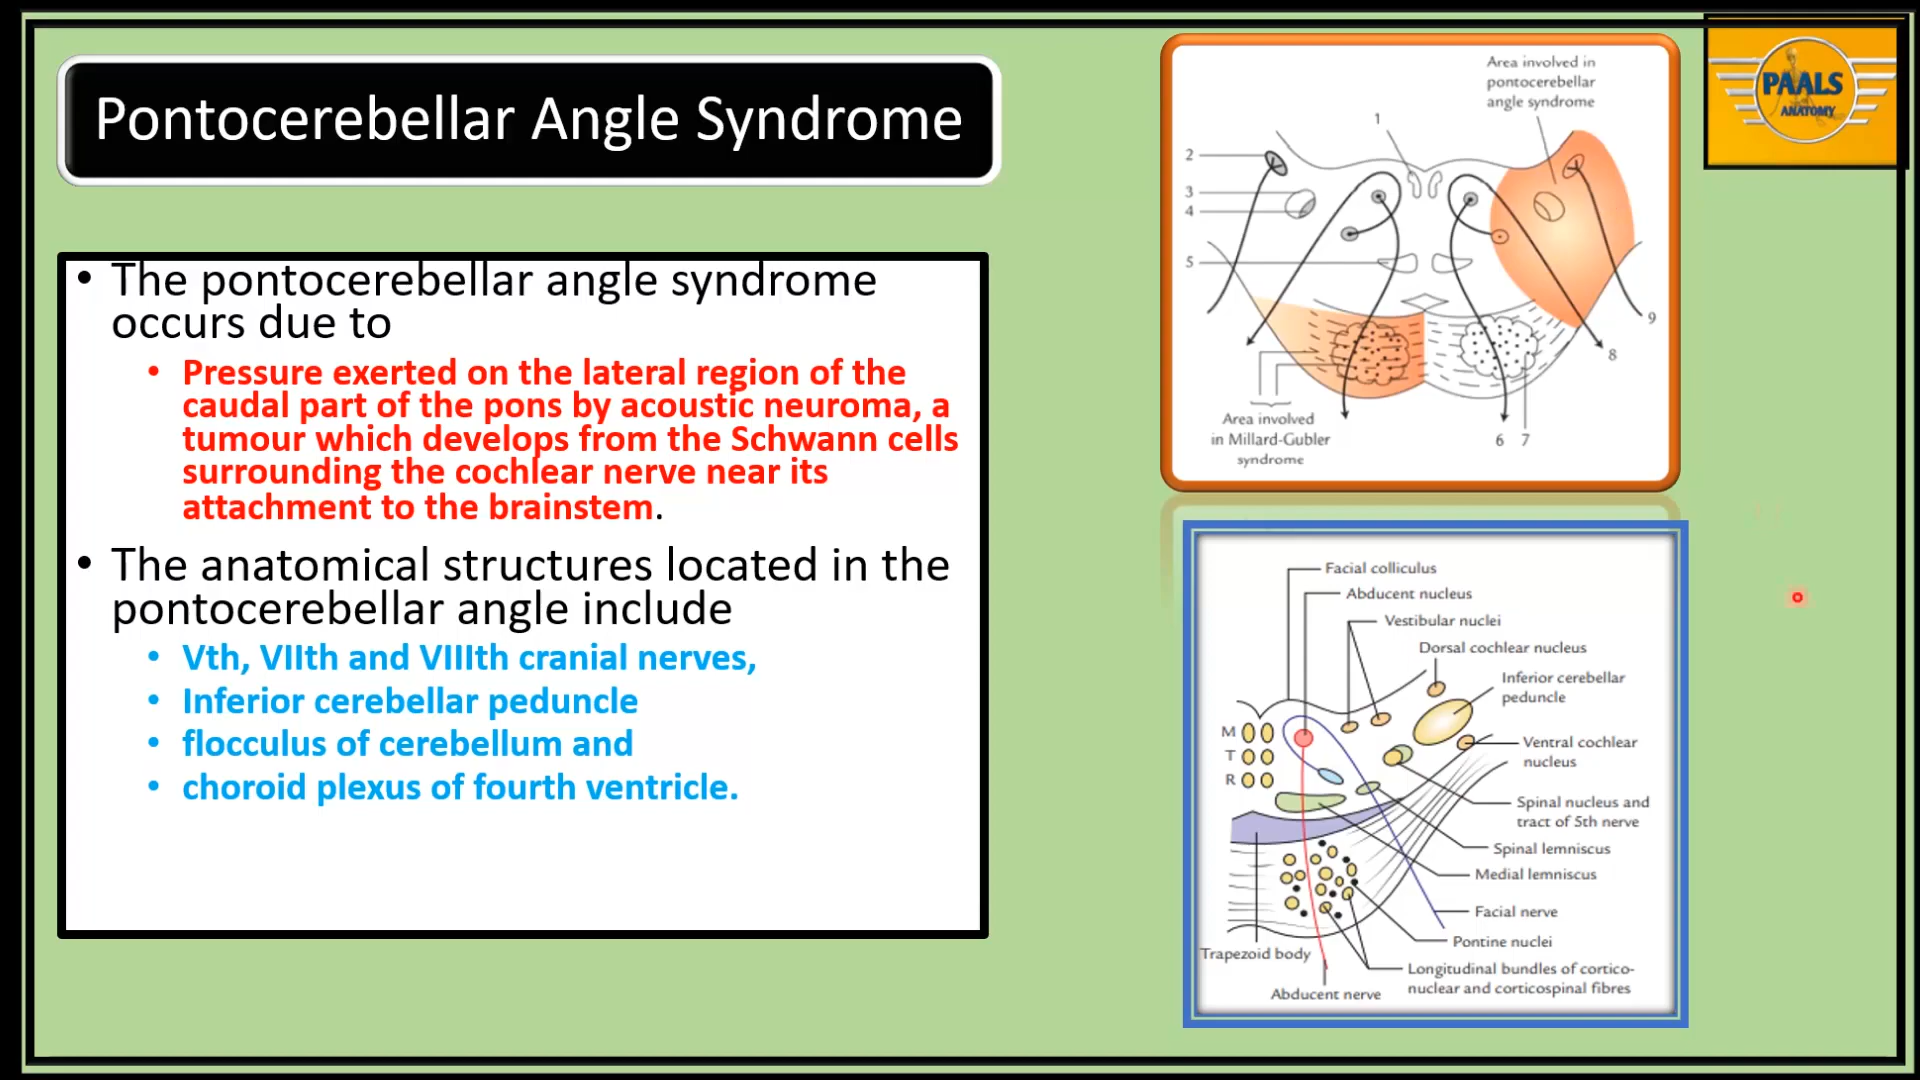 Pontocerebellar Angle Syndrome
• The pontocerebellar angle syndrome
occurs due to
• Pressure exerted on the lateral region of the
caudal part of the pons by acoustic neuroma, a
tumour which develops from the Schwann cells
surrounding the cochlear nerve near its
attachment to the brainstem.
• The anatomical structures located in the
pontocerebellar angle include
• Vth, VIIth and VIIIth cranial nerves,
• Inferior cerebellar peduncle
• flocculus of cerebellum and
• choroid plexus of fourth ventricle.
Area involved in
pontocerebellar
angle syndrome
1
2
3
4
5
9
8
Area involved
in Millard-Gubler
syndrome
6 7
PAALS
ANATOMY
Facial colliculus
Abducent nucleus
Vestibular nuclei
Dorsal cochlear nucleus
Inferior cerebellar
peduncle
M
T
R
Ventral cochlear
nucleus
Spinal nucleus and
tract of 5th nerve
Spinal lemniscus
Medial lemniscus
Facial nerve
Pontine nuclei
Trapezoid body
Longitudinal bundles of cortico-
nuclear and corticospinal fibres
Abducent nerve